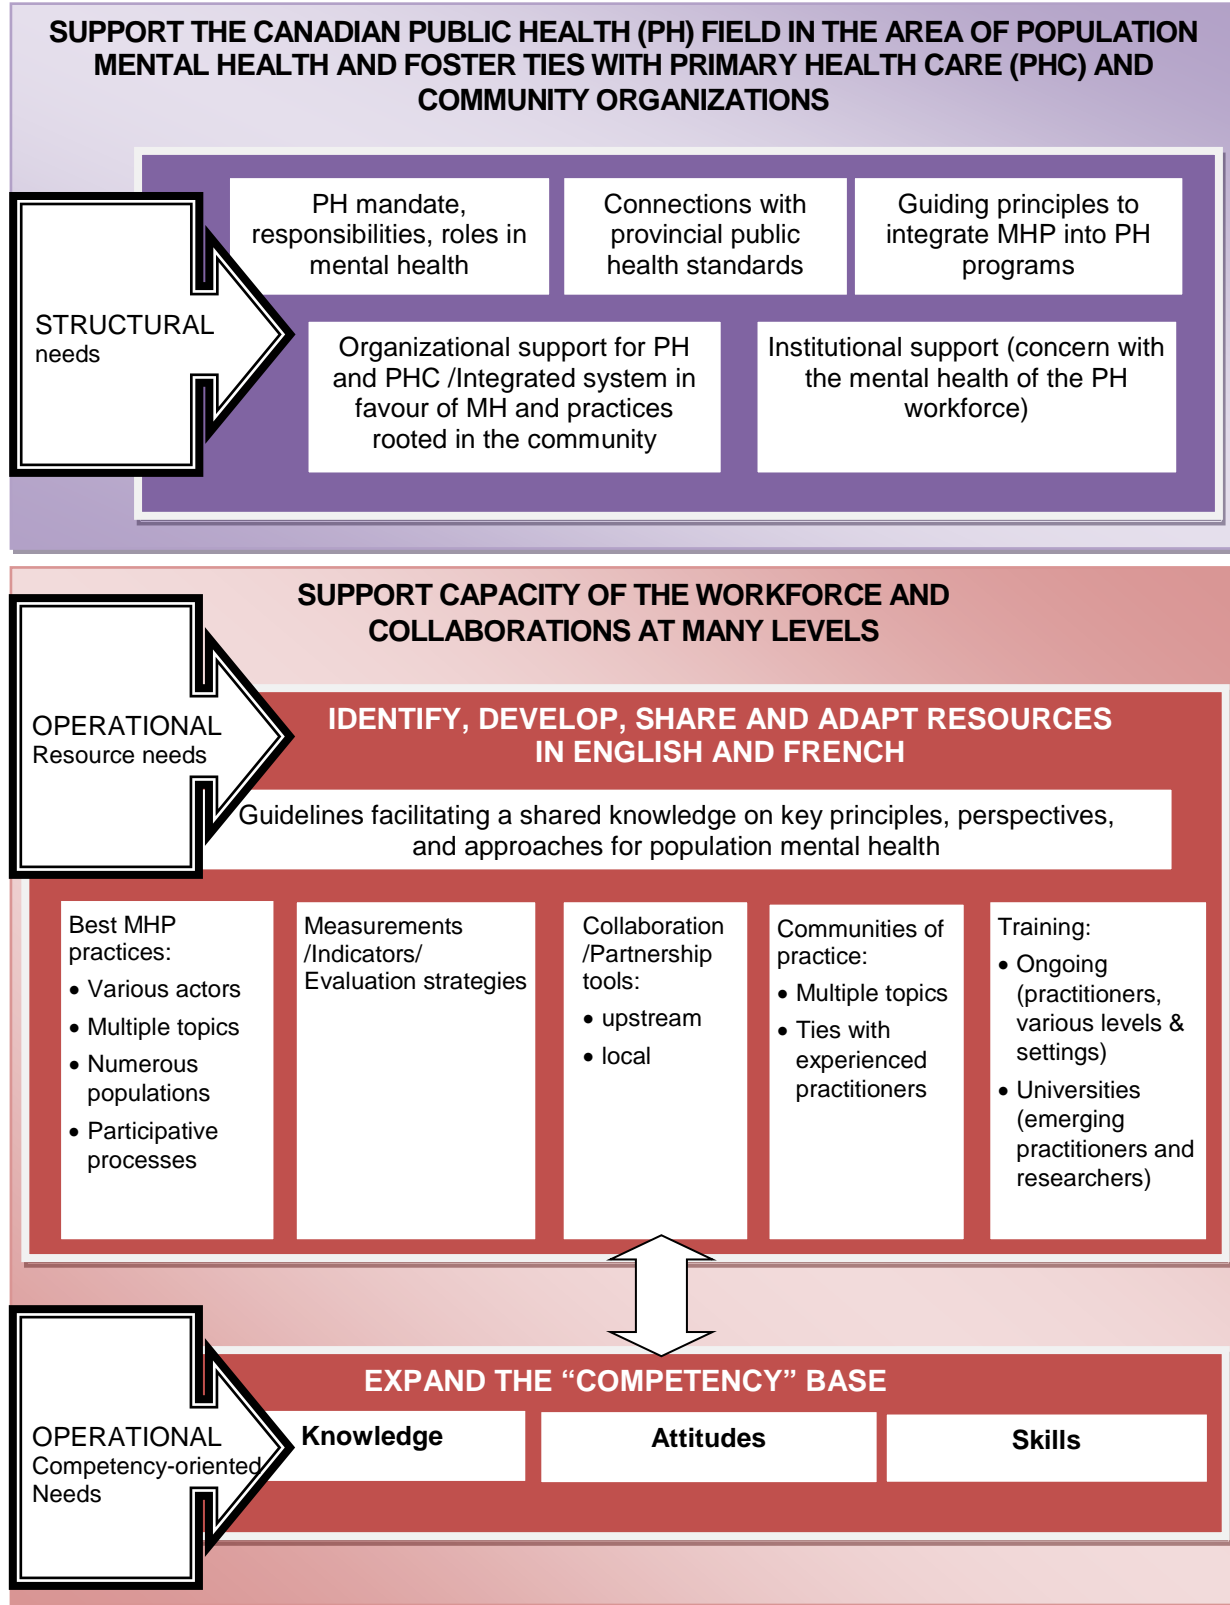 SUPPORT THE CANADIAN PUBLIC HEALTH (PH) FIELD IN THE AREA OF POPULATION
MENTAL HEALTH AND FOSTER TIES WITH PRIMARY HEALTH CARE (PHC) AND
COMMUNITY ORGANIZATIONS
STRUCTURAL
needs
PH mandate,
responsibilities, roles in
mental health
Connections with
provincial public
health standards
Guiding principles to
integrate MHP into PH
programs
Organizational support for PH
and PHC /Integrated system in
favour of MH and practices
rooted in the community
Institutional support (concern with
the mental health of the PH
workforce)
SUPPORT CAPACITY OF THE WORKFORCE AND
COLLABORATIONS AT MANY LEVELS
OPERATIONAL
Resource needs
IDENTIFY, DEVELOP, SHARE AND ADAPT RESOURCES
IN ENGLISH AND FRENCH
Guidelines facilitating a shared knowledge on key principles, perspectives,
and approaches for population mental health
Best MHP
practices:
• Various actors
• Multiple topics
• Numerous
populations
• Participative
processes
Measurements
/Indicators/
Evaluation strategies
Collaboration
/Partnership
tools:
• upstream
• local
Communities of
practice:
• Multiple topics
• Ties with
experienced
practitioners
Training:
• Ongoing
(practitioners,
various levels &
settings)
• Universities
(emerging
practitioners and
researchers)
OPERATIONAL
Competency-oriented
Needs
EXPAND THE “COMPETENCY” BASE
Knowledge
Attitudes
Skills